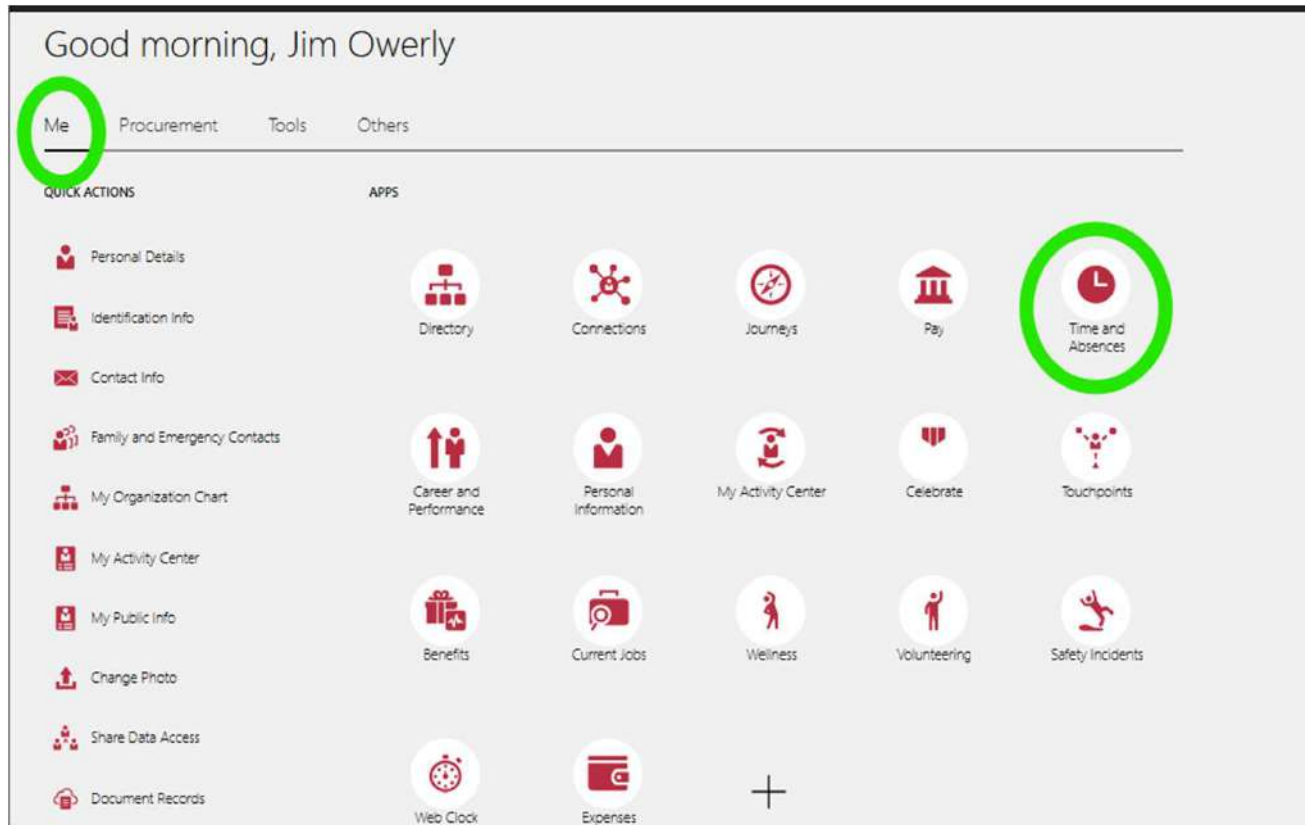 Good morning, Jim Owerly
Me Procurement Tools Others
QUICK ACTIONS
Personal Details
Identification Info
Contact Info
Family and Emergency Contacts
My Organization Chart
My Activity Center
My Public Info
Change Photo
Share Data Access
Document Records
APPS
Directory
Connections
Journeys
Pay
Time and
Absences
Career and
Performance
Personal
Information
My Activity Center
Celebrate
Touchpoints
Benefits
Current Jobs
Wellness
Volunteering
Safety Incidents
Web Clock
Expenses